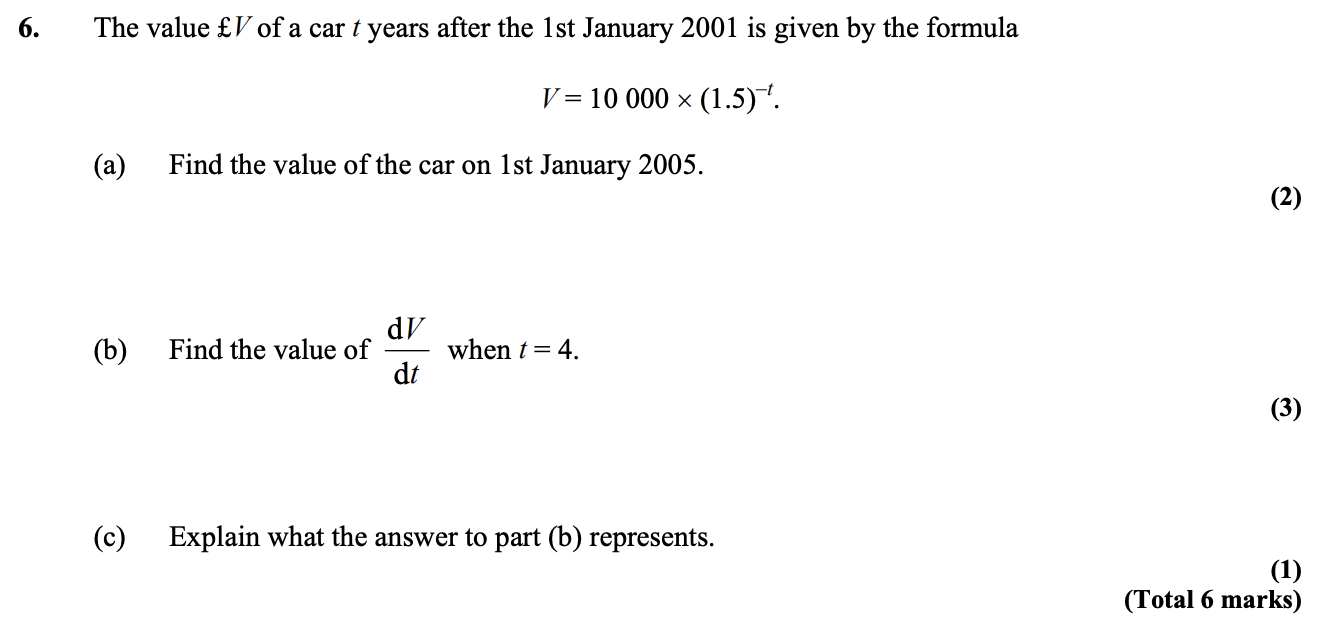 6. The value £V of a car t years after the 1st January 2001 is given by the formula
V = 10 000 × (1.5)⁻ᵗ.
(a) Find the value of the car on 1st January 2005.
(2)
(b) Find the value of dV/dt when t = 4.
(3)
(c) Explain what the answer to part (b) represents.
(1)
(Total 6 marks)